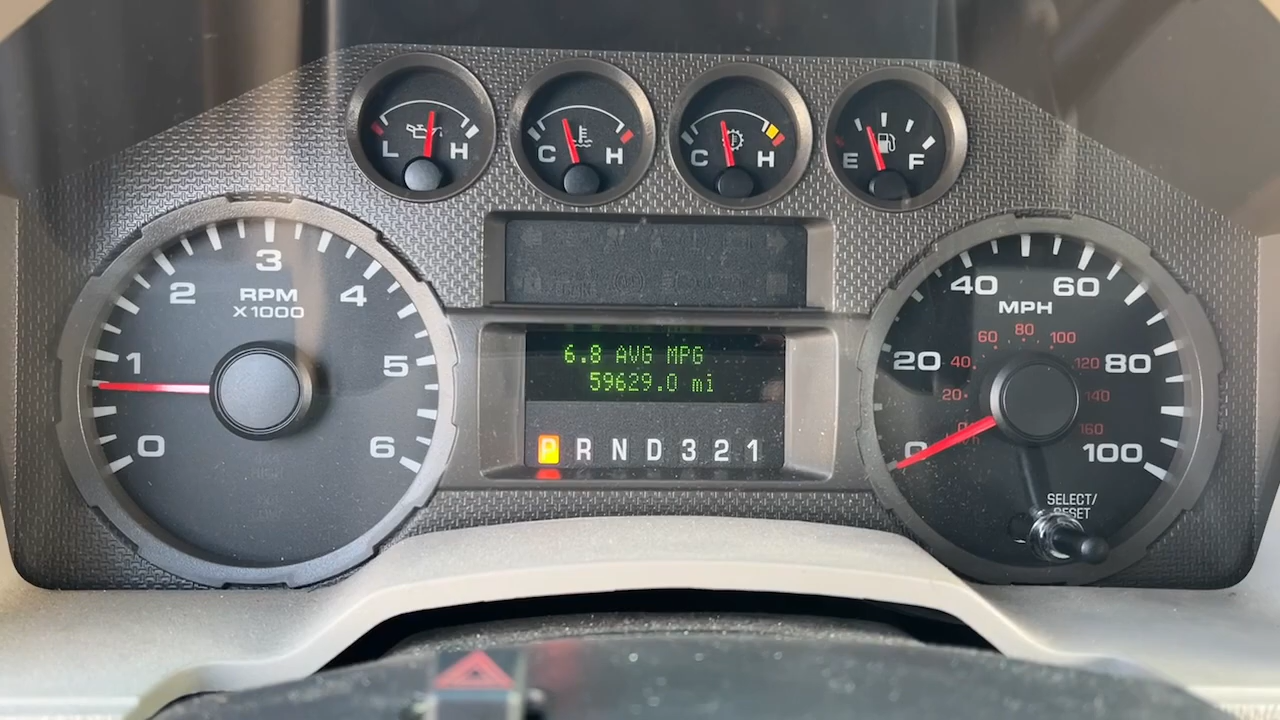 L H
C H
C H
E F
0 1 2 3 4 5 6
RPM
X1000
6.8 AVG MPG
59629.0 mi
P R N D 3 2 1
0 20 40 60 80 100
MPH
0 20 40 60 80 100 120 140 160
SELECT/
RESET